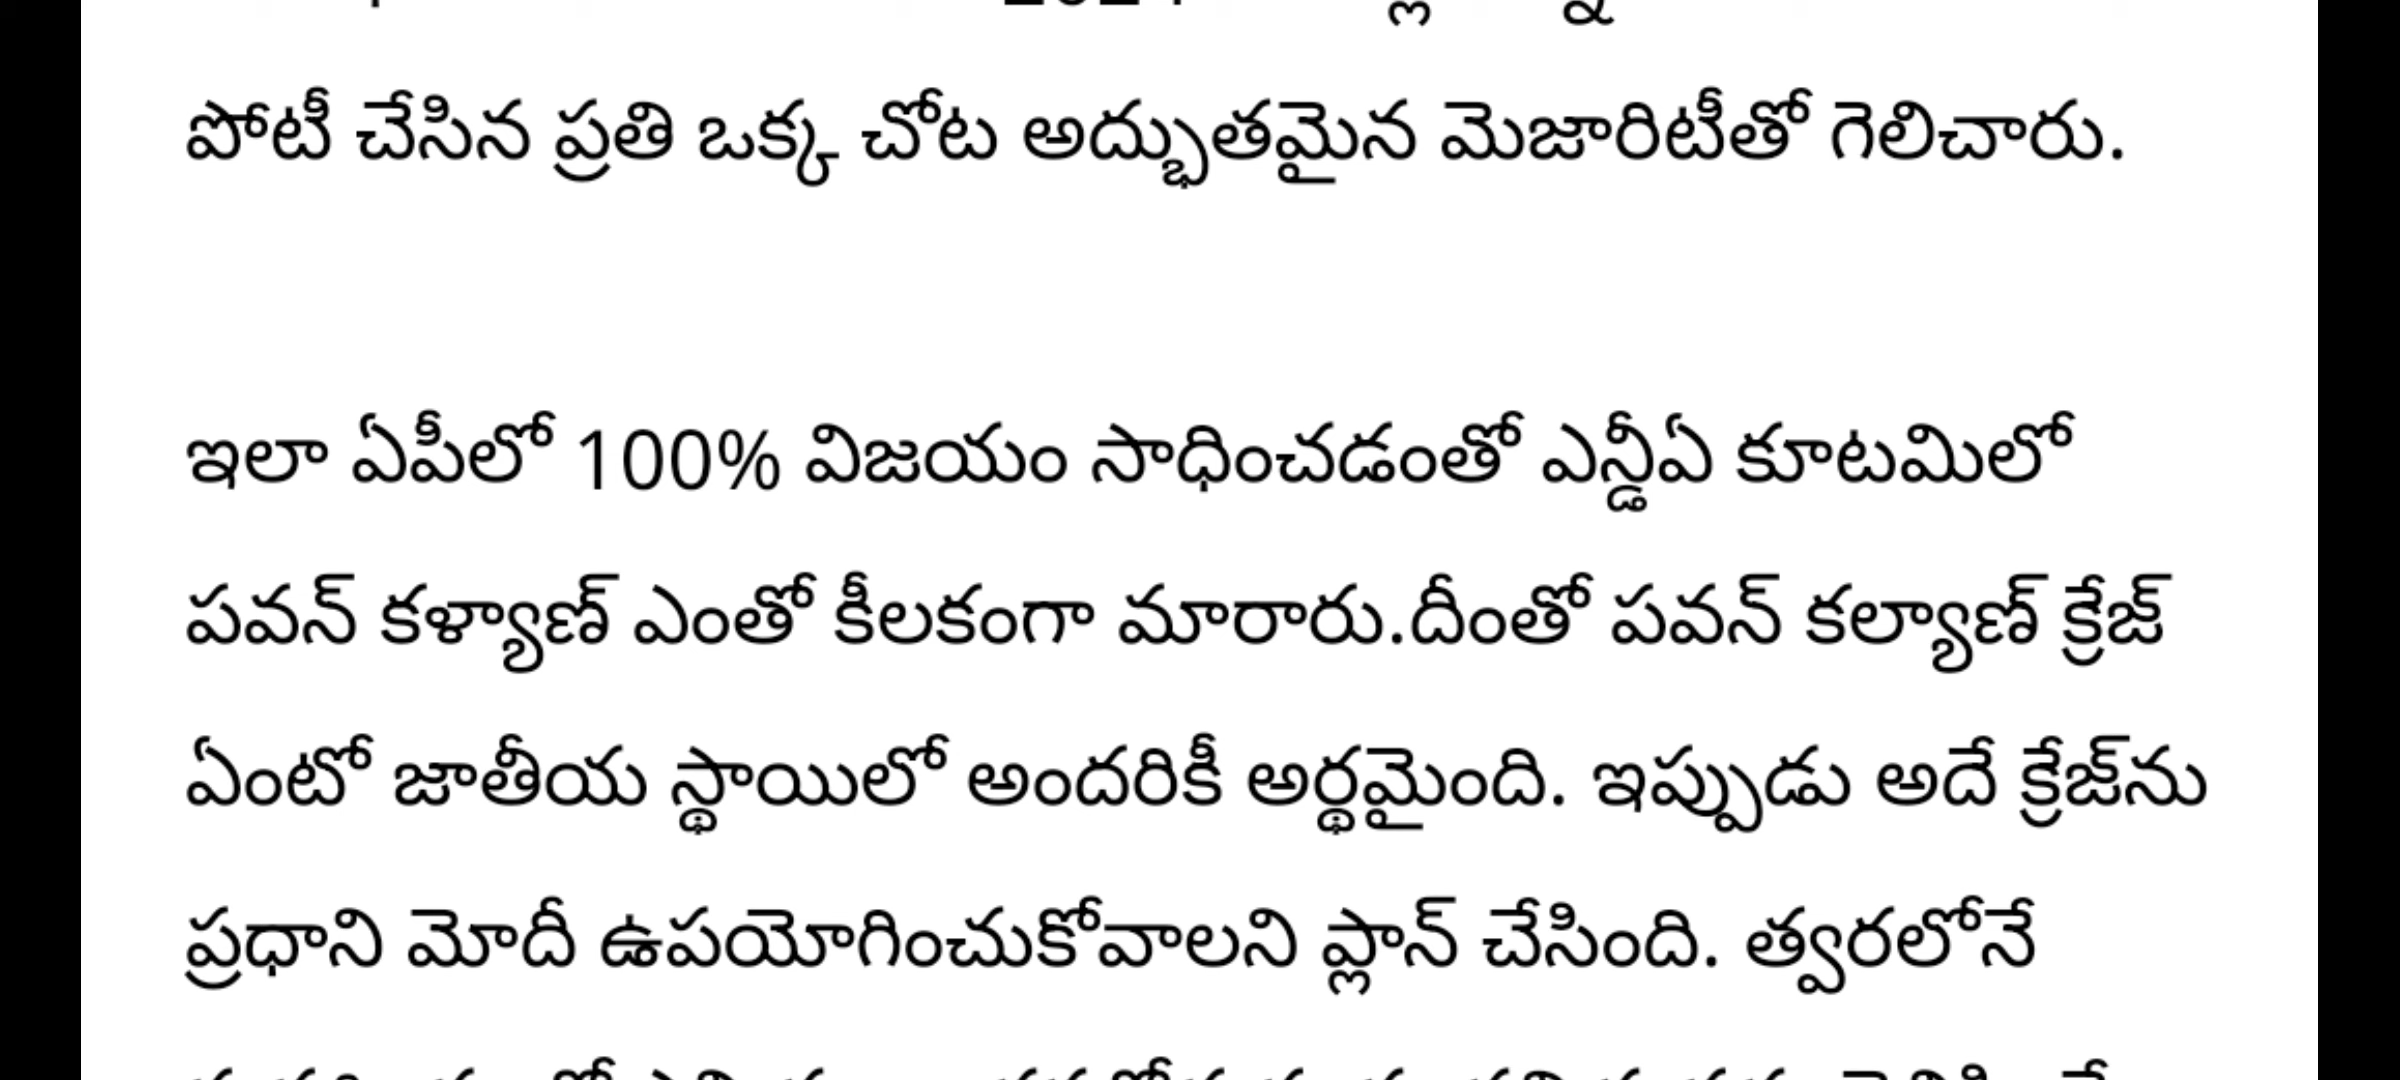 పోటీ చేసిన ప్రతి ఒక్క చోట అద్భుతమైన మెజారిటీతో గెలిచారు.
ఇలా ఏపీలో 100% విజయం సాధించడంతో ఎన్డీఏ కూటమిలో
పవన్ కళ్యాణ్ ఎంతో కీలకంగా మారారు.దీంతో పవన్ కల్యాణ్ క్రేజ్
ఏంటో జాతీయ స్థాయిలో అందరికీ అర్థమైంది. ఇప్పుడు అదే క్రేజ్‌ను
ప్రధాని మోదీ ఉపయోగించుకోవాలని ప్లాన్ చేసింది. త్వరలోనే